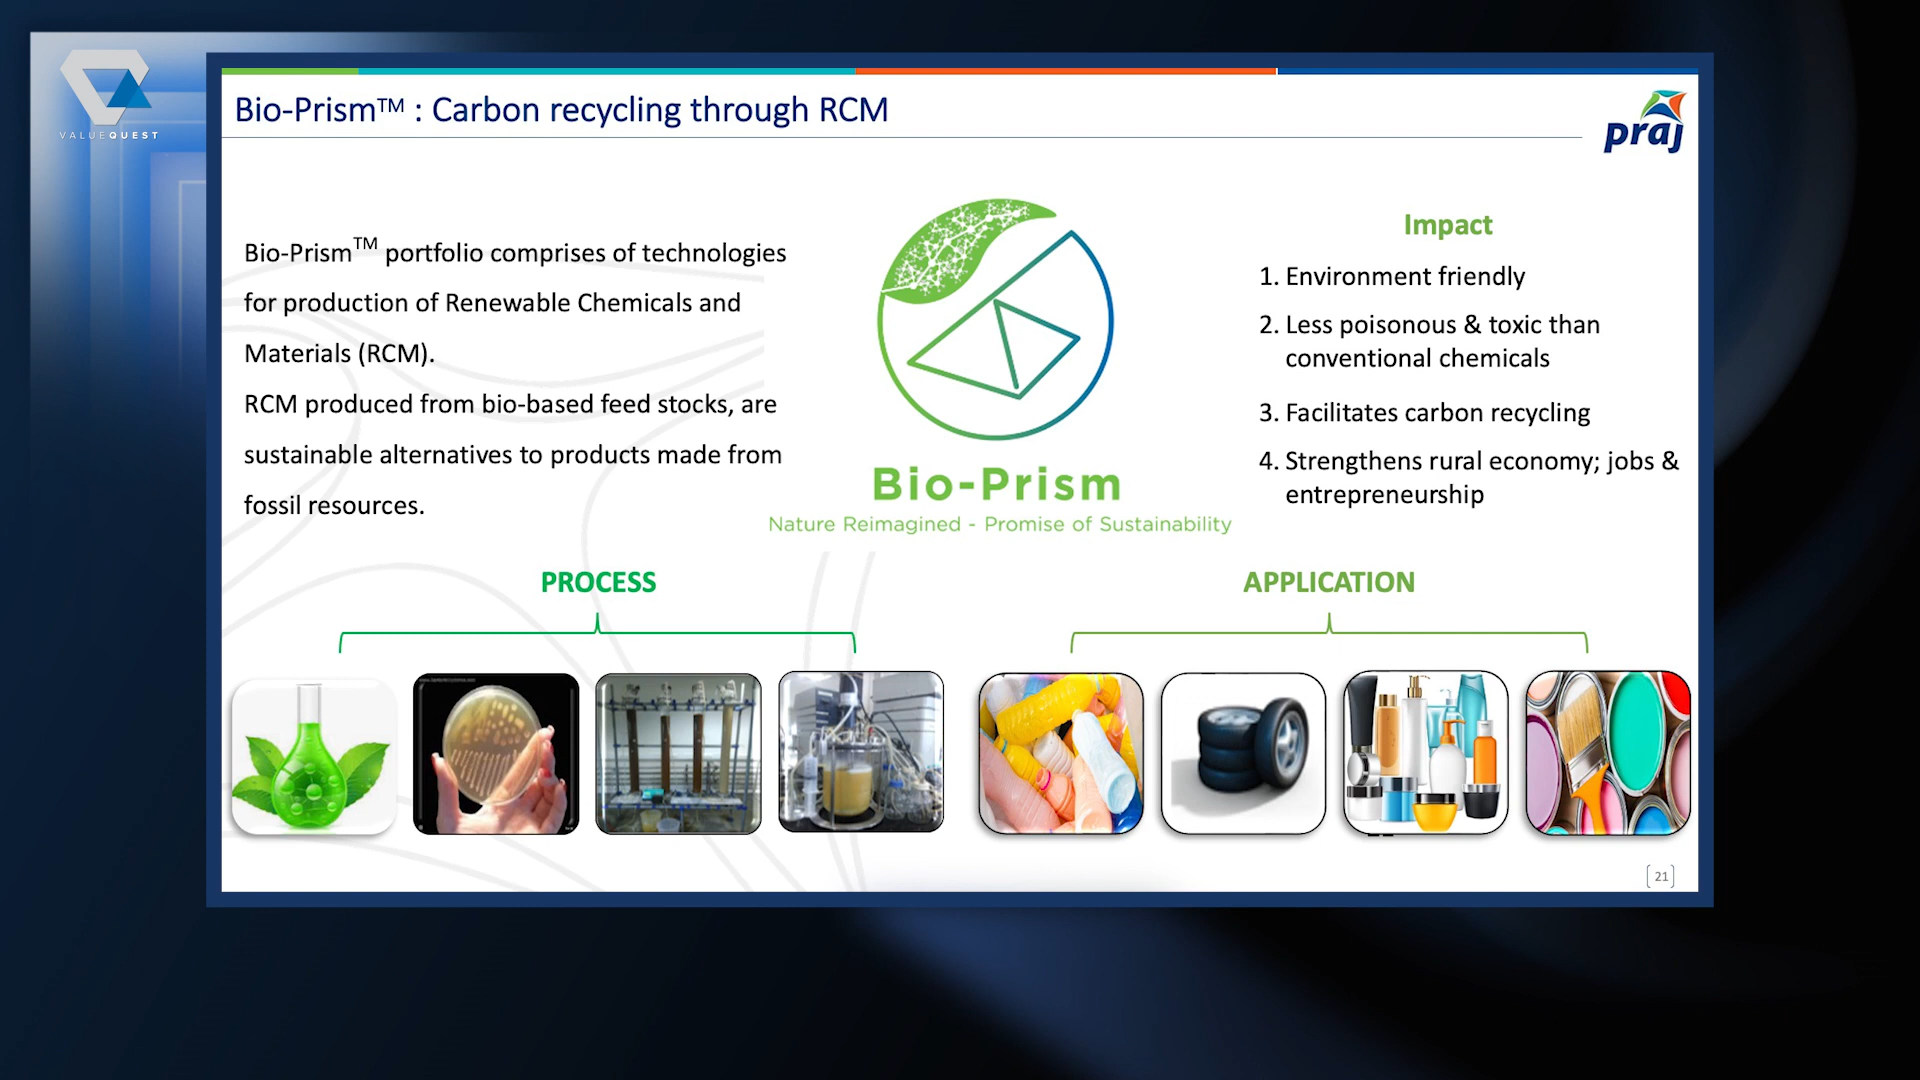 VALUEQUEST
Bio-Prism™ : Carbon recycling through RCM
praj
Bio-Prism™ portfolio comprises of technologies
for production of Renewable Chemicals and
Materials (RCM).
RCM produced from bio-based feed stocks, are
sustainable alternatives to products made from
fossil resources.
Bio-Prism
Nature Reimagined - Promise of Sustainability
Impact
1. Environment friendly
2. Less poisonous & toxic than
conventional chemicals
3. Facilitates carbon recycling
4. Strengthens rural economy; jobs &
entrepreneurship
PROCESS
APPLICATION
21